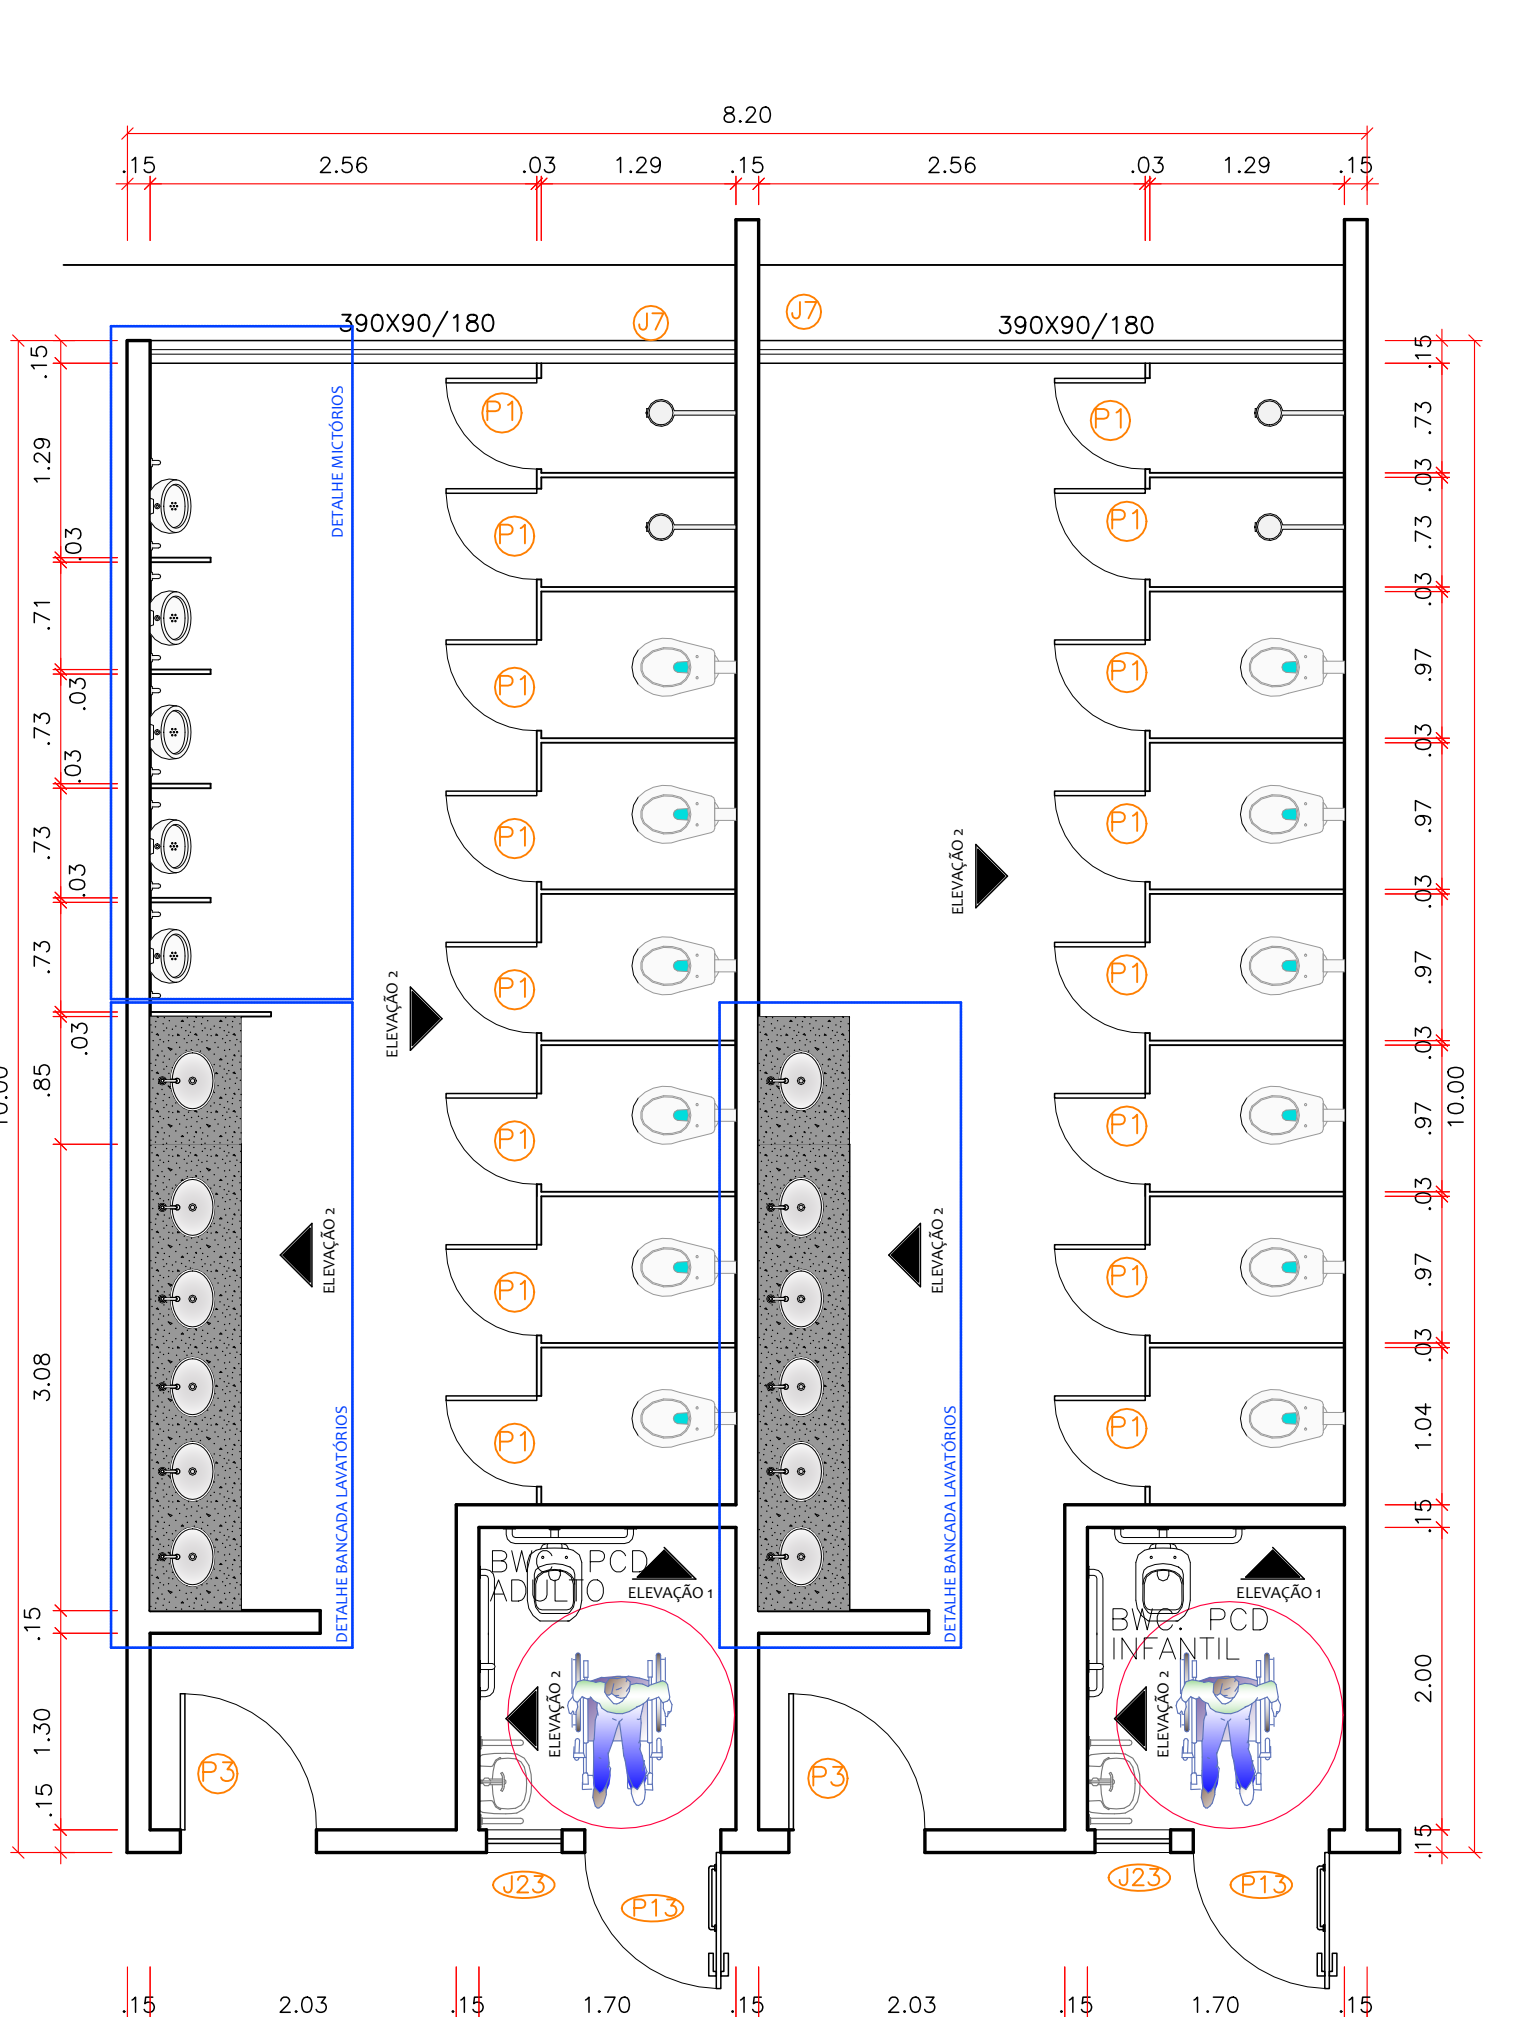 8.20
.15
2.56
.03
1.29
.15
2.56
.03
1.29
.15
390X90/180
J7
J7
390X90/180
.15
1.29
.03
.71
.03
.73
.03
.73
.03
.73
.03
.85
3.08
.15
1.30
.15
DETALHE MICTÓRIOS
P1
P1
P1
P1
P1
P1
P1
P1
ELEVAÇÃO 2
ELEVAÇÃO 2
DETALHE BANCADA LAVATÓRIOS
BWC. PCD
ADULTO
ELEVAÇÃO 1
ELEVAÇÃO 2
P3
J23
P13
P1
P1
P1
P1
P1
P1
P1
P1
ELEVAÇÃO 2
ELEVAÇÃO 2
DETALHE BANCADA LAVATÓRIOS
ELEVAÇÃO 1
BWC. PCD
INFANTIL
ELEVAÇÃO 2
P3
J23
P13
.15
.73
.03
.73
.03
.97
.03
.97
.03
.97
.03
.97
.03
.97
.03
1.04
.15
2.00
.15
10.00
.15
2.03
.15
1.70
.15
2.03
.15
1.70
.15